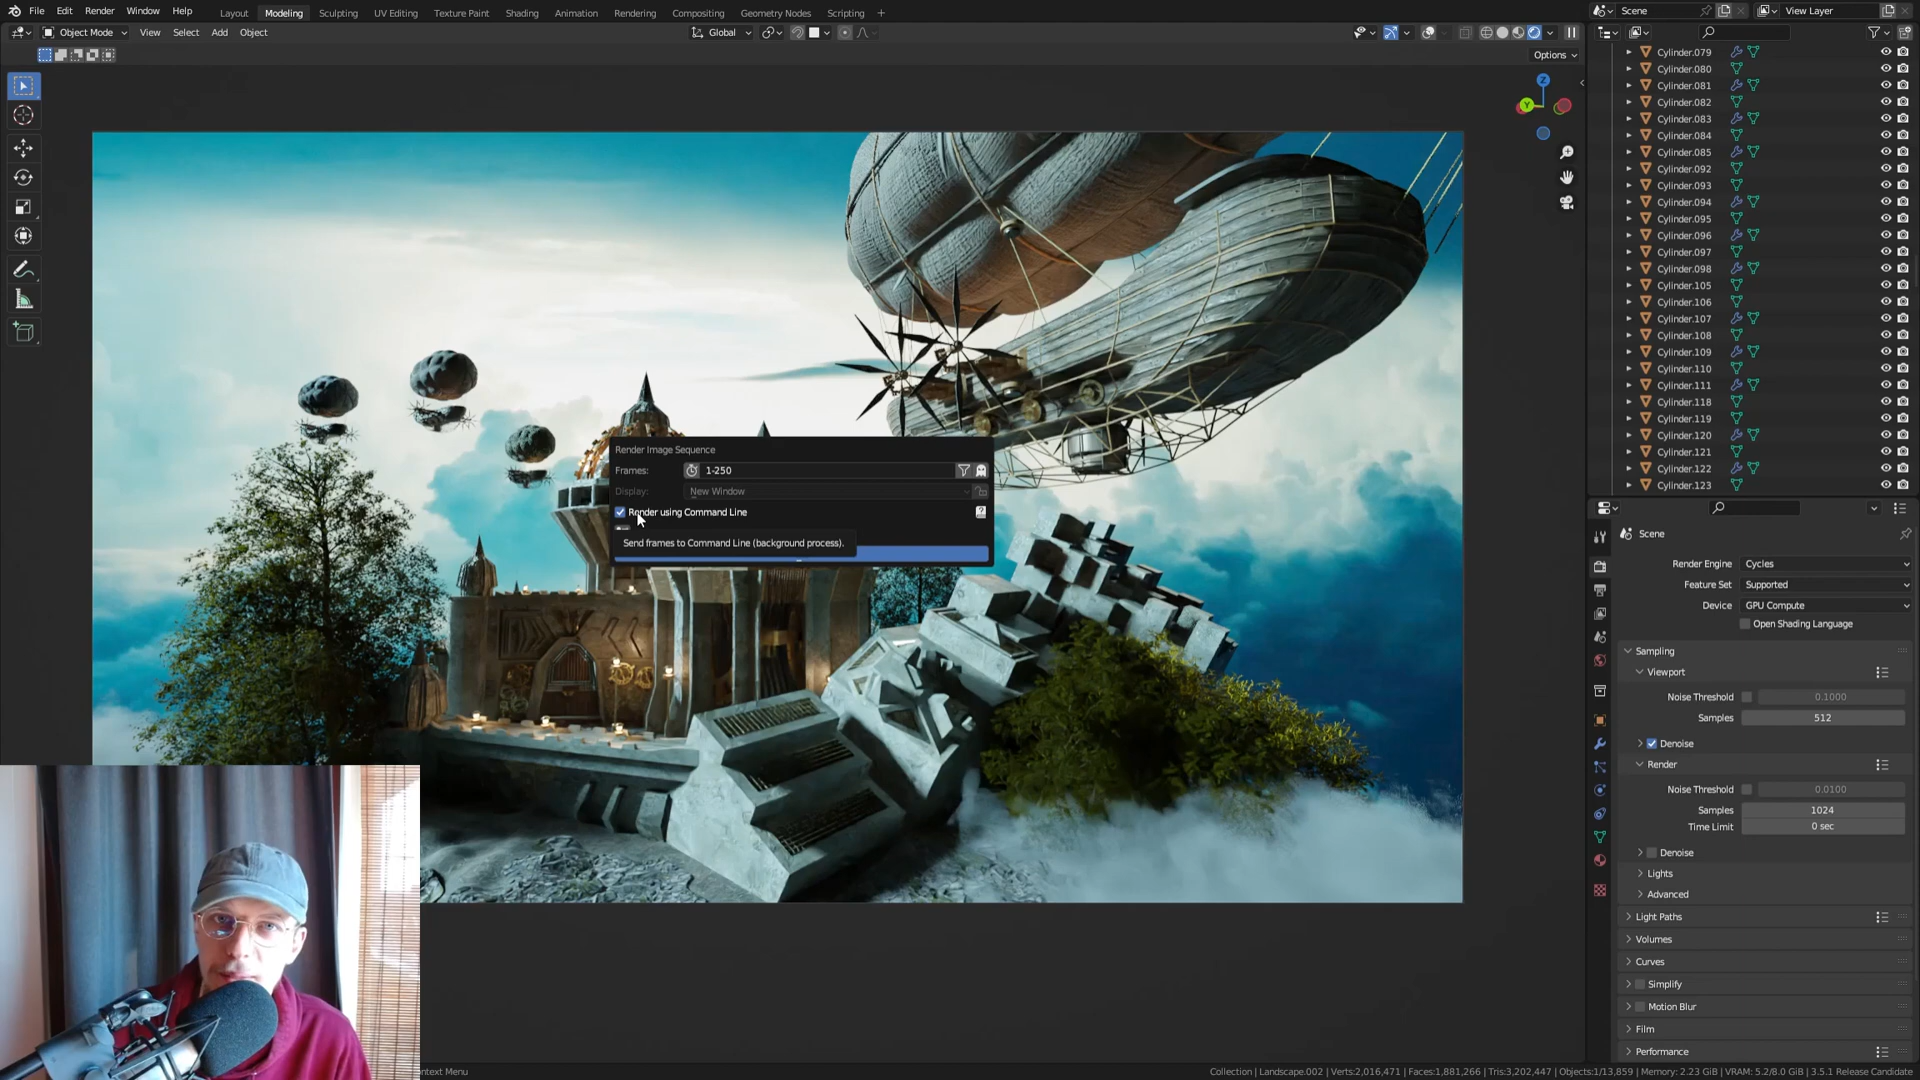 File Edit Render Window Help
Layout Modeling Sculpting UV Editing Texture Paint Shading Animation Rendering Compositing Geometry Nodes Scripting +
Scene View Layer
Object Mode View Select Add Object
Global
Options
Z
Y
Cylinder.079
Cylinder.080
Cylinder.081
Cylinder.082
Cylinder.083
Cylinder.084
Cylinder.085
Cylinder.092
Cylinder.093
Cylinder.094
Cylinder.095
Cylinder.096
Cylinder.097
Cylinder.098
Cylinder.105
Cylinder.106
Cylinder.107
Cylinder.108
Cylinder.109
Cylinder.110
Cylinder.111
Cylinder.118
Cylinder.119
Cylinder.120
Cylinder.121
Cylinder.122
Cylinder.123
Render Image Sequence
Frames: 1-250
Display: New Window
Render using Command Line
Send frames to Command Line (background process).
Scene
Render Engine Cycles
Feature Set Supported
Device GPU Compute
Open Shading Language
Sampling
Viewport
Noise Threshold 0.1000
Samples 512
Denoise
Render
Noise Threshold 0.0100
Samples 1024
Time Limit 0 sec
Denoise
Lights
Advanced
Light Paths
Volumes
Curves
Simplify
Motion Blur
Film
Performance
ntext Menu
Collection | Landscape.002 | Verts:2,016,471 | Faces:1,881,266 | Tris:3,202,447 | Objects:1/13,859 | Memory: 2.23 GiB | VRAM: 5.2/8.0 GiB | 3.5.1 Release Candidate